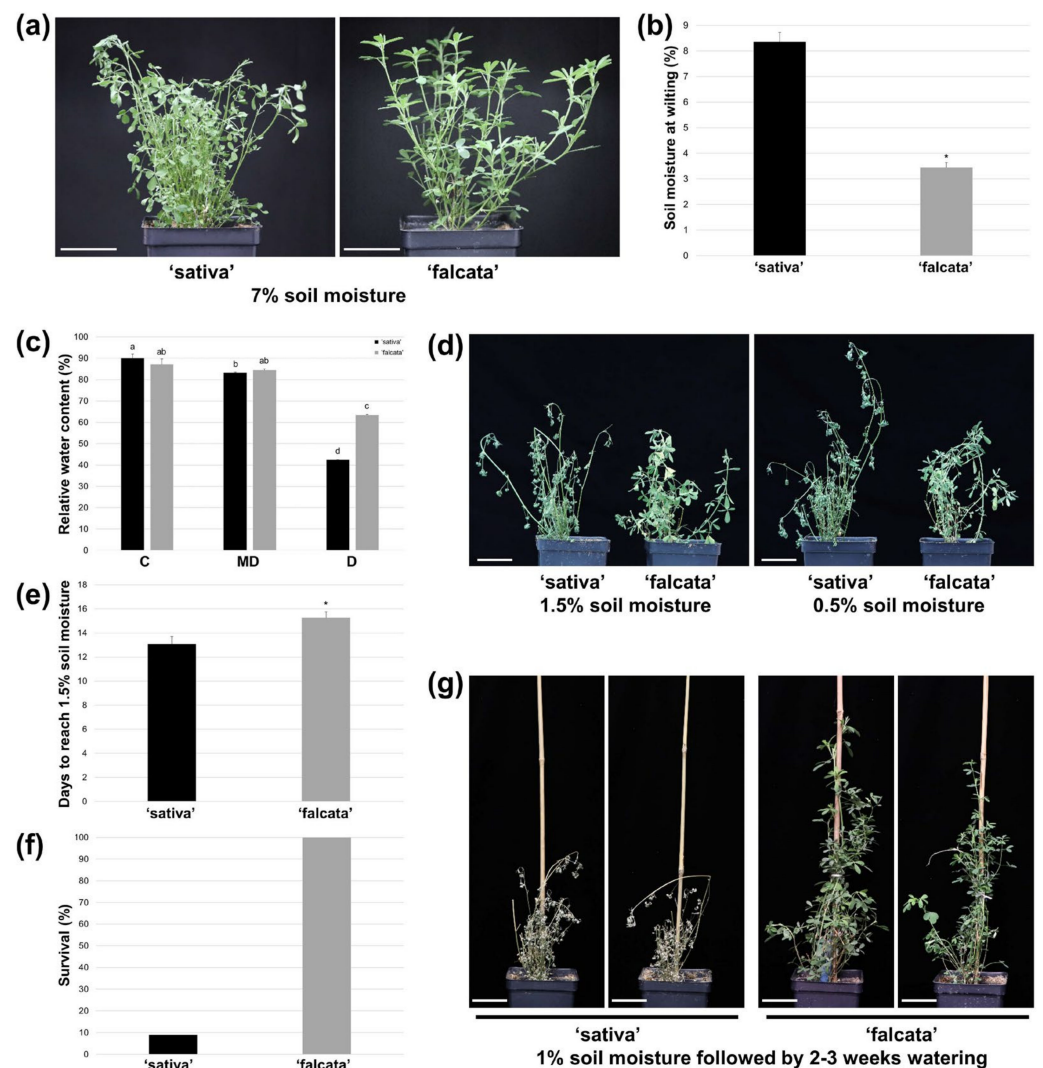 (a)
‘sativa’
‘falcata’
7% soil moisture
(b)
Soil moisture at wilting (%)
9
8
7
6
5
4
3
2
1
0
*
‘sativa’
‘falcata’
(c)
Relative water content (%)
100
90
80
70
60
50
40
30
20
10
0
a
ab
b
ab
d
c
‘sativa’
‘falcata’
C
MD
D
(d)
‘sativa’ ‘falcata’
1.5% soil moisture
‘sativa’ ‘falcata’
0.5% soil moisture
(e)
Days to reach 1.5% soil moisture
18
16
14
12
10
8
6
4
2
0
*
‘sativa’
‘falcata’
(f)
Survival (%)
100
90
80
70
60
50
40
30
20
10
0
‘sativa’
‘falcata’
(g)
‘sativa’
‘falcata’
1% soil moisture followed by 2-3 weeks watering